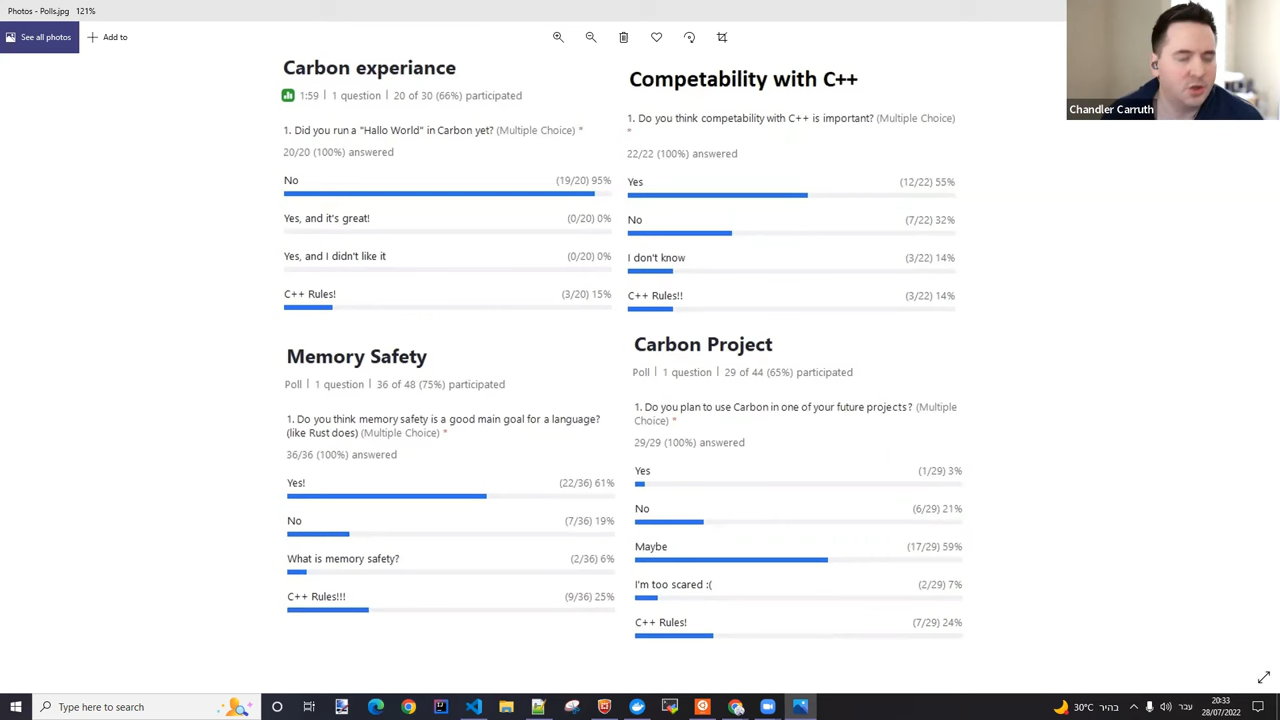 Photos - Polls.jpg 121%
See all photos
Add to
Chandler Carruth
Carbon experiance
1:59 | 1 question | 20 of 30 (66%) participated
1. Did you run a "Hallo World" in Carbon yet? (Multiple Choice) *
20/20 (100%) answered
No (19/20) 95%
Yes, and it's great! (0/20) 0%
Yes, and I didn't like it (0/20) 0%
C++ Rules! (3/20) 15%
Competability with C++
1. Do you think competability with C++ is important? (Multiple Choice)
*
22/22 (100%) answered
Yes (12/22) 55%
No (7/22) 32%
I don't know (3/22) 14%
C++ Rules!! (3/22) 14%
Memory Safety
Poll | 1 question | 36 of 48 (75%) participated
1. Do you think memory safety is a good main goal for a language?
(like Rust does) (Multiple Choice) *
36/36 (100%) answered
Yes! (22/36) 61%
No (7/36) 19%
What is memory safety? (2/36) 6%
C++ Rules!!! (9/36) 25%
Carbon Project
Poll | 1 question | 29 of 44 (65%) participated
1. Do you plan to use Carbon in one of your future projects? (Multiple
Choice) *
29/29 (100%) answered
Yes (1/29) 3%
No (6/29) 21%
Maybe (17/29) 59%
I'm too scared :( (2/29) 7%
C++ Rules! (7/29) 24%
Type here to search
30°C בהיר
עבר
20:33
28/07/2022